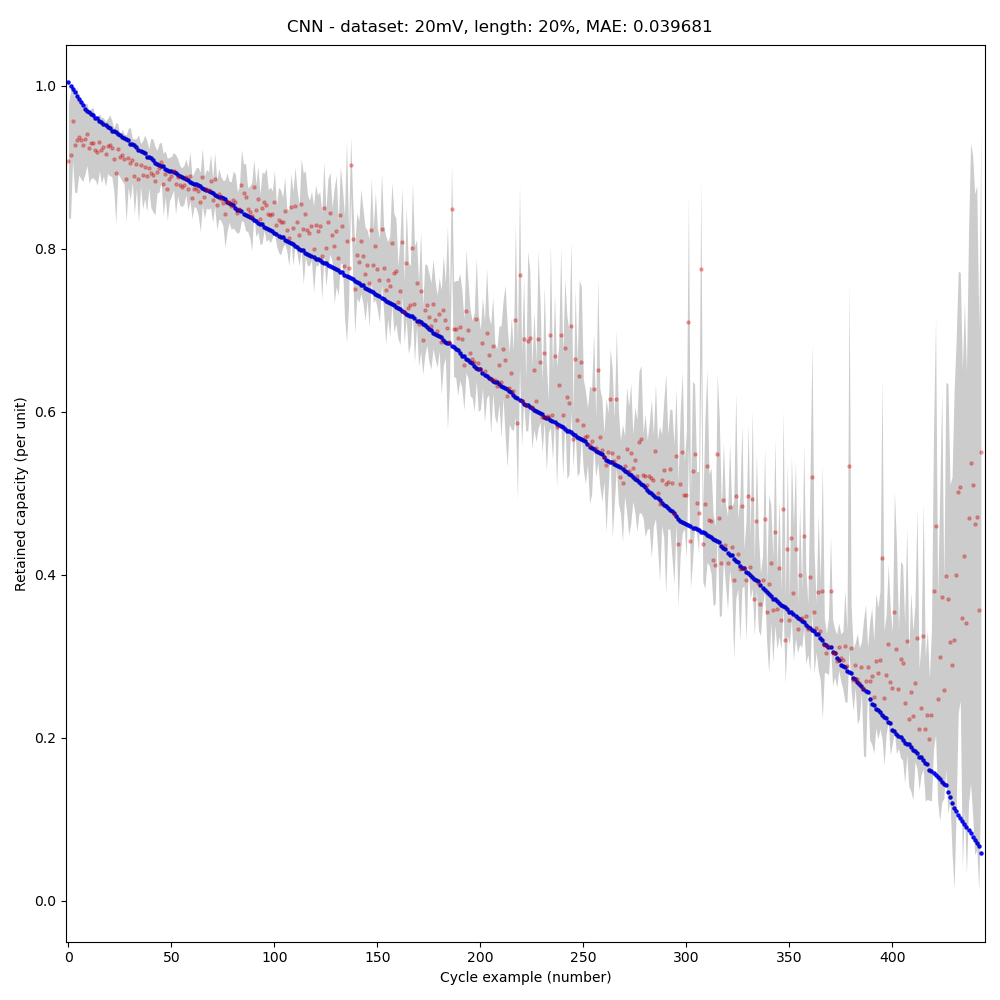 CNN - dataset: 20mV, length: 20%, MAE: 0.039681
1.0
0.8
0.6
0.4
0.2
0.0
Retained capacity (per unit)
0 50 100 150 200 250 300 350 400
Cycle example (number)